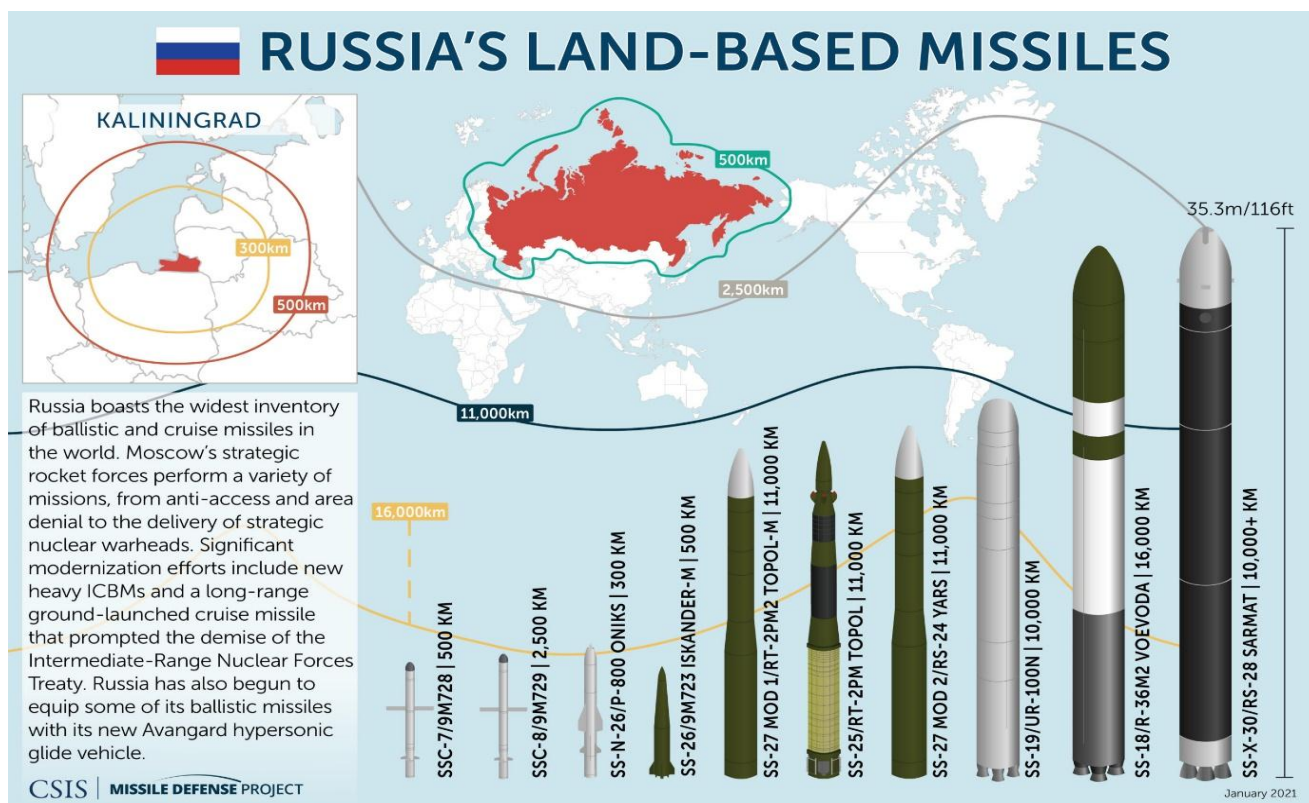 RUSSIA'S LAND-BASED MISSILES
KALININGRAD
300km
500km
500km
2,500km
11,000km
16,000km
35.3m/116ft
Russia boasts the widest inventory
of ballistic and cruise missiles in
the world. Moscow's strategic
rocket forces perform a variety of
missions, from anti-access and area
denial to the delivery of strategic
nuclear warheads. Significant
modernization efforts include new
heavy ICBMs and a long-range
ground-launched cruise missile
that prompted the demise of the
Intermediate-Range Nuclear Forces
Treaty. Russia has also begun to
equip some of its ballistic missiles
with its new Avangard hypersonic
glide vehicle.
SSC-7/9M728 | 500 KM
SSC-8/9M729 | 2,500 KM
SS-N-26/P-800 ONIKS | 300 KM
SS-26/9M723 ISKANDER-M | 500 KM
SS-27 MOD 1/RT-2PM2 TOPOL-M | 11,000 KM
SS-25/RT-2PM TOPOL | 11,000 KM
SS-27 MOD 2/RS-24 YARS | 11,000 KM
SS-19/UR-100N | 10,000 KM
SS-18/R-36M2 VOEVODA | 16,000 KM
SS-X-30/RS-28 SARMAT | 10,000+ KM
CSIS | MISSILE DEFENSE PROJECT
January 2021